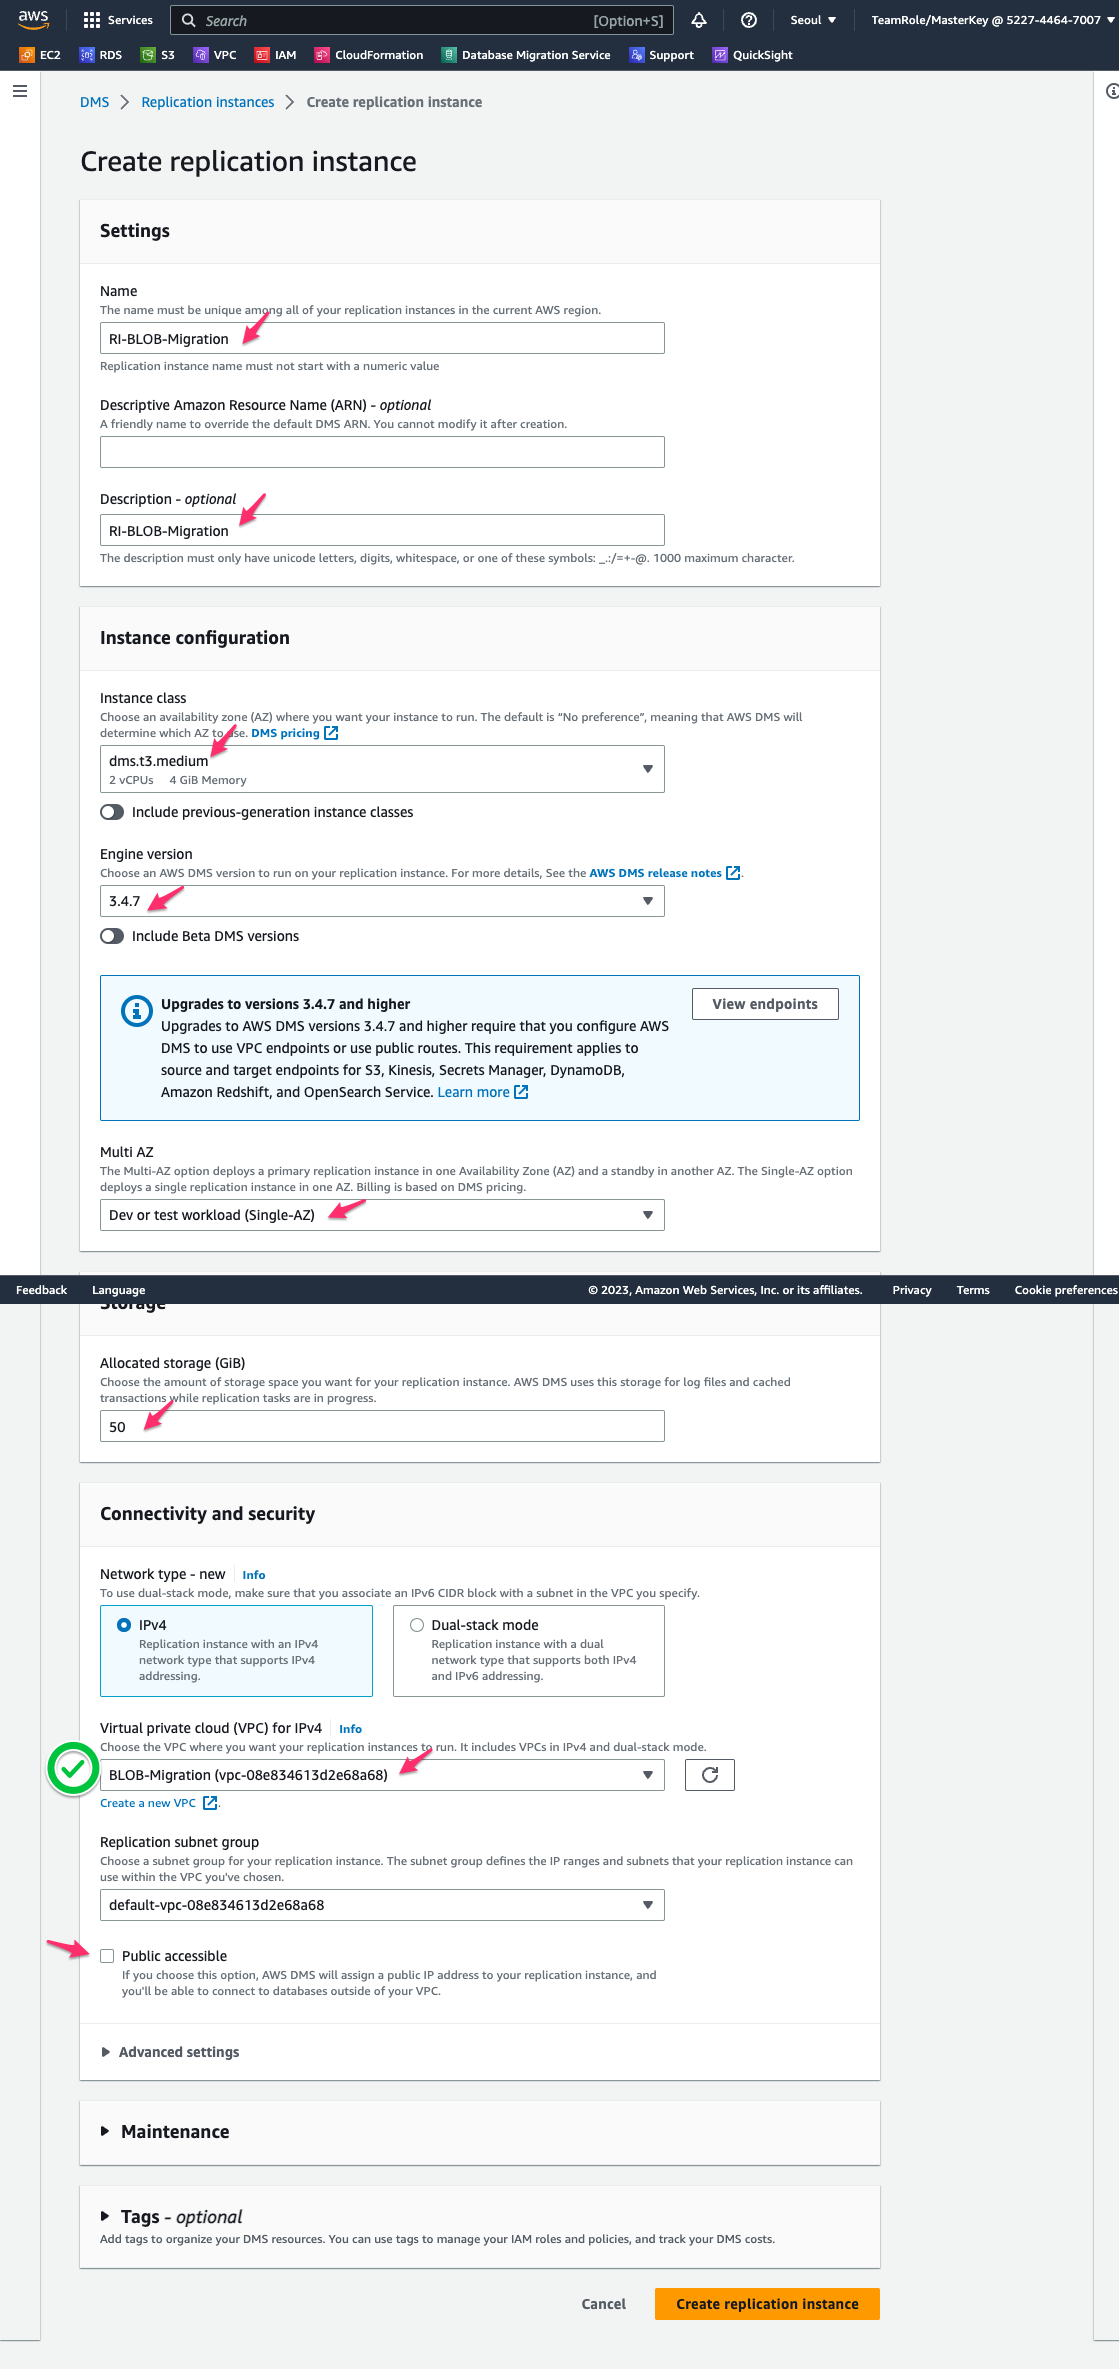 aws Services Search [Option+S] Seoul TeamRole/MasterKey @ 5227-4464-7007
EC2 RDS S3 VPC IAM CloudFormation Database Migration Service Support QuickSight
DMS Replication instances Create replication instance
Create replication instance
Settings
Name
The name must be unique among all of your replication instances in the current AWS region.
RI-BLOB-Migration
Replication instance name must not start with a numeric value
Descriptive Amazon Resource Name (ARN) - optional
A friendly name to override the default DMS ARN. You cannot modify it after creation.
Description - optional
RI-BLOB-Migration
The description must only have unicode letters, digits, whitespace, or one of these symbols: _.:/=+-@. 1000 maximum character.
Instance configuration
Instance class
Choose an availability zone (AZ) where you want your instance to run. The default is “No preference”, meaning that AWS DMS will
determine which AZ to use. DMS pricing
dms.t3.medium
2 vCPUs 4 GiB Memory
Include previous-generation instance classes
Engine version
Choose an AWS DMS version to run on your replication instance. For more details, See the AWS DMS release notes.
3.4.7
Include Beta DMS versions
Upgrades to versions 3.4.7 and higher
View endpoints
Upgrades to AWS DMS versions 3.4.7 and higher require that you configure AWS
DMS to use VPC endpoints or use public routes. This requirement applies to
source and target endpoints for S3, Kinesis, Secrets Manager, DynamoDB,
Amazon Redshift, and OpenSearch Service. Learn more
Multi AZ
The Multi-AZ option deploys a primary replication instance in one Availability Zone (AZ) and a standby in another AZ. The Single-AZ option
deploys a single replication instance in one AZ. Billing is based on DMS pricing.
Dev or test workload (Single-AZ)
Feedback Language © 2023, Amazon Web Services, Inc. or its affiliates. Privacy Terms Cookie preferences
Storage
Allocated storage (GiB)
Choose the amount of storage space you want for your replication instance. AWS DMS uses this storage for log files and cached
transactions while replication tasks are in progress.
50
Connectivity and security
Network type - new Info
To use dual-stack mode, make sure that you associate an IPv6 CIDR block with a subnet in the VPC you specify.
IPv4
Replication instance with an IPv4
network type that supports IPv4
addressing.
Dual-stack mode
Replication instance with a dual
network type that supports both IPv4
and IPv6 addressing.
Virtual private cloud (VPC) for IPv4 Info
Choose the VPC where you want your replication instances to run. It includes VPCs in IPv4 and dual-stack mode.
BLOB-Migration (vpc-08e834613d2e68a68)
Create a new VPC.
Replication subnet group
Choose a subnet group for your replication instance. The subnet group defines the IP ranges and subnets that your replication instance can
use within the VPC you've chosen.
default-vpc-08e834613d2e68a68
Public accessible
If you choose this option, AWS DMS will assign a public IP address to your replication instance, and
you'll be able to connect to databases outside of your VPC.
Advanced settings
Maintenance
Tags - optional
Add tags to organize your DMS resources. You can use tags to manage your IAM roles and policies, and track your DMS costs.
Cancel Create replication instance